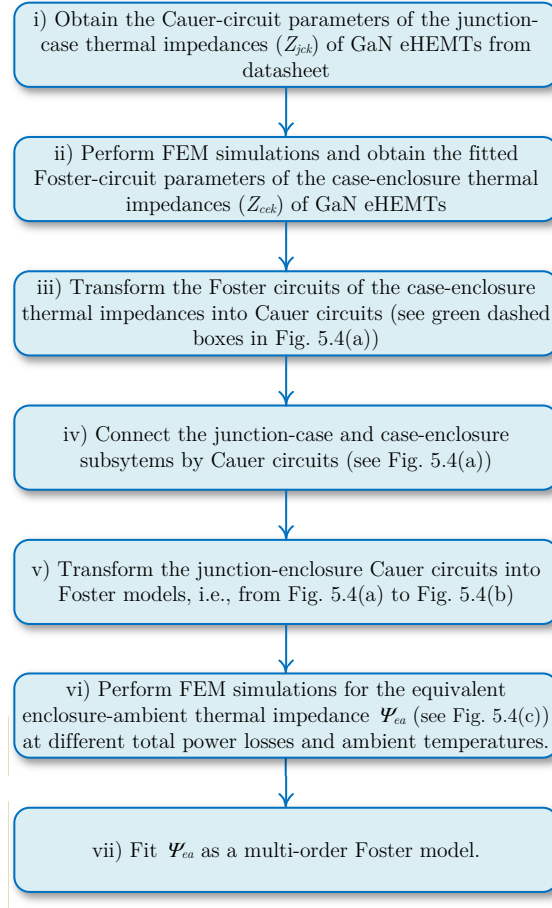 i) Obtain the Cauer-circuit parameters of the junction-
case thermal impedances (Zjck) of GaN eHEMTs from
datasheet
ii) Perform FEM simulations and obtain the fitted
Foster-circuit parameters of the case-enclosure thermal
impedances (Zcek) of GaN eHEMTs
iii) Transform the Foster circuits of the case-enclosure
thermal impedances into Cauer circuits (see green dashed
boxes in Fig. 5.4(a))
iv) Connect the junction-case and case-enclosure
subsytems by Cauer circuits (see Fig. 5.4(a))
v) Transform the junction-enclosure Cauer circuits into
Foster models, i.e., from Fig. 5.4(a) to Fig. 5.4(b)
vi) Perform FEM simulations for the equivalent
enclosure-ambient thermal impedance Ψea (see Fig. 5.4(c))
at different total power losses and ambient temperatures.
vii) Fit Ψea as a multi-order Foster model.